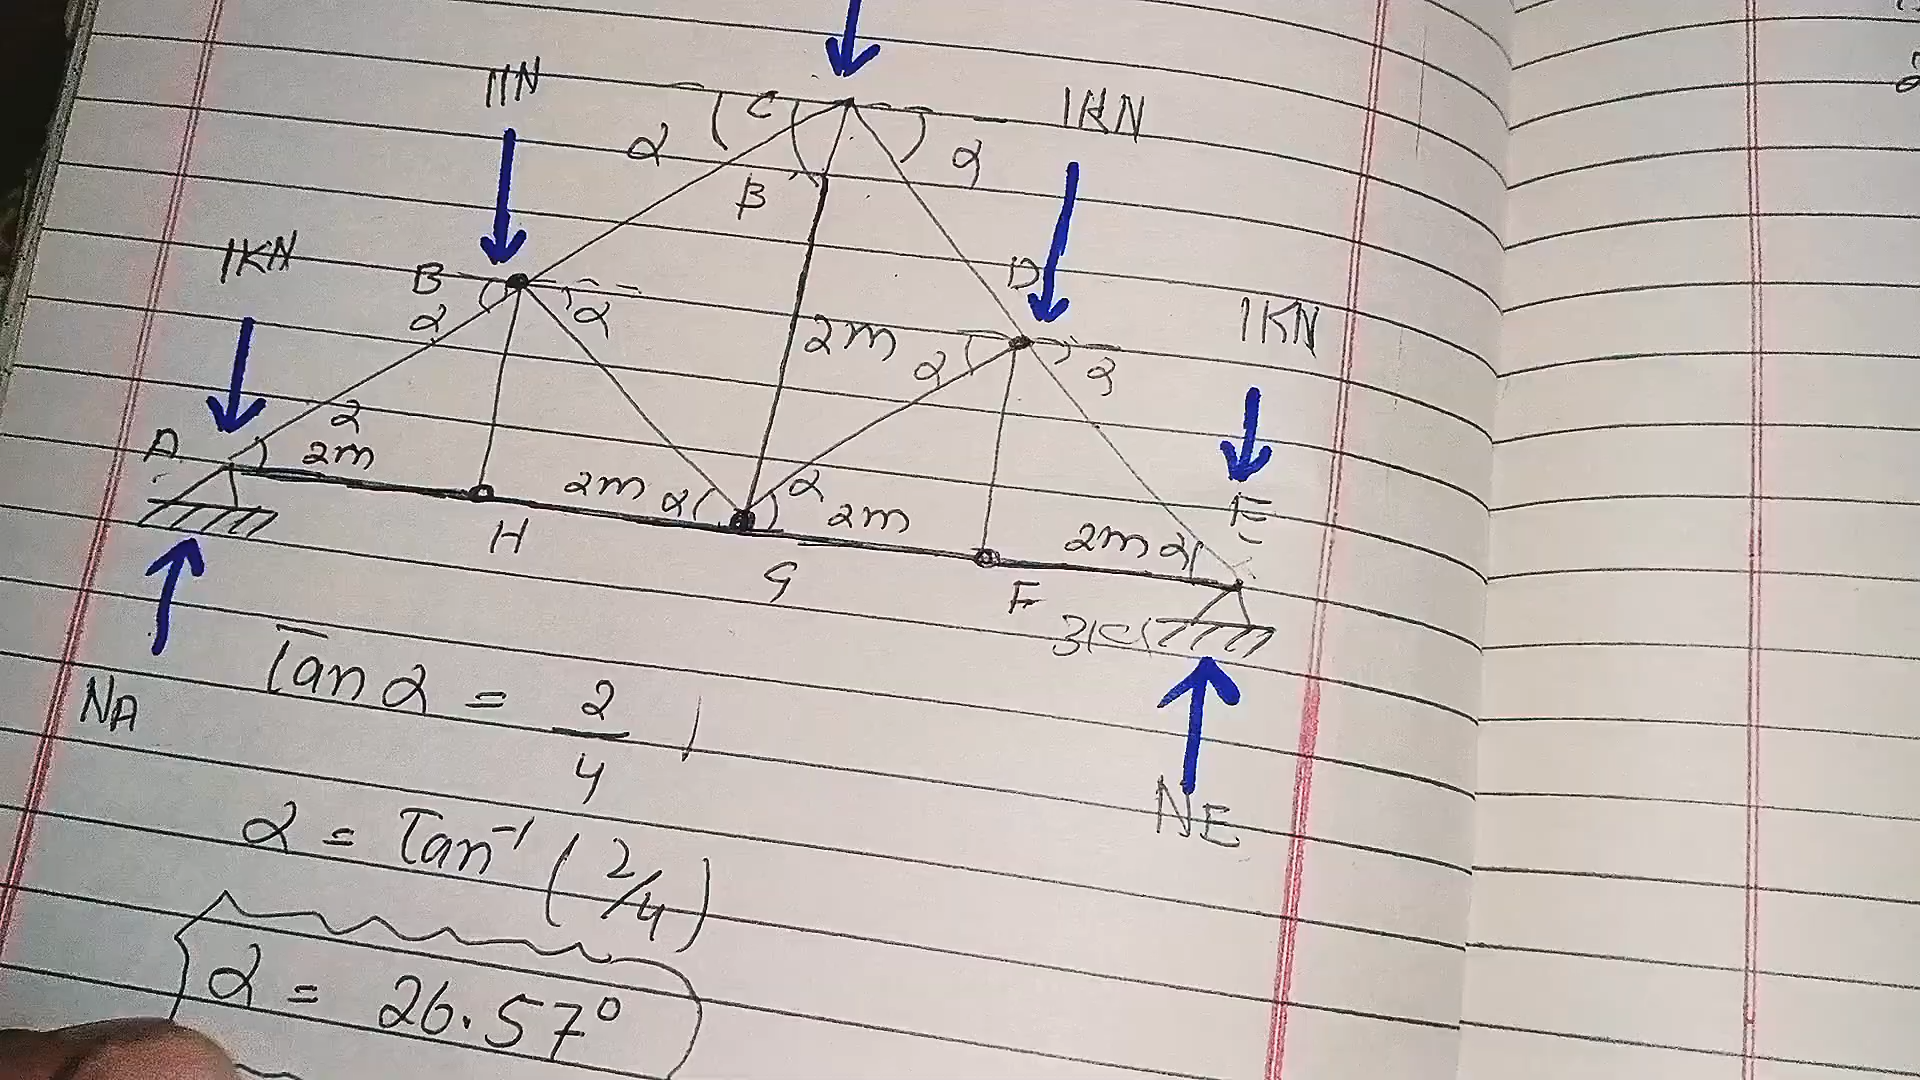 1KN
C
1KN
α
α
β
1KN
B
α
α
D
2m
α
α
1KN
A
α
2m
2m
α
α
2m
E
2m
α
H
G
F
NA
Tan α = 2/4
NE
α = Tan⁻¹ (2/4)
α = 26.57°